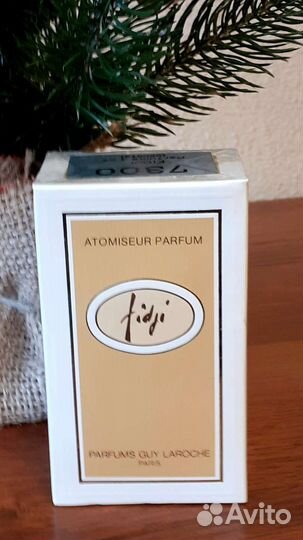 7300
ATOMISEUR PARFUM
fidji
PARFUMS GUY LAROCHE
PARIS
Avito